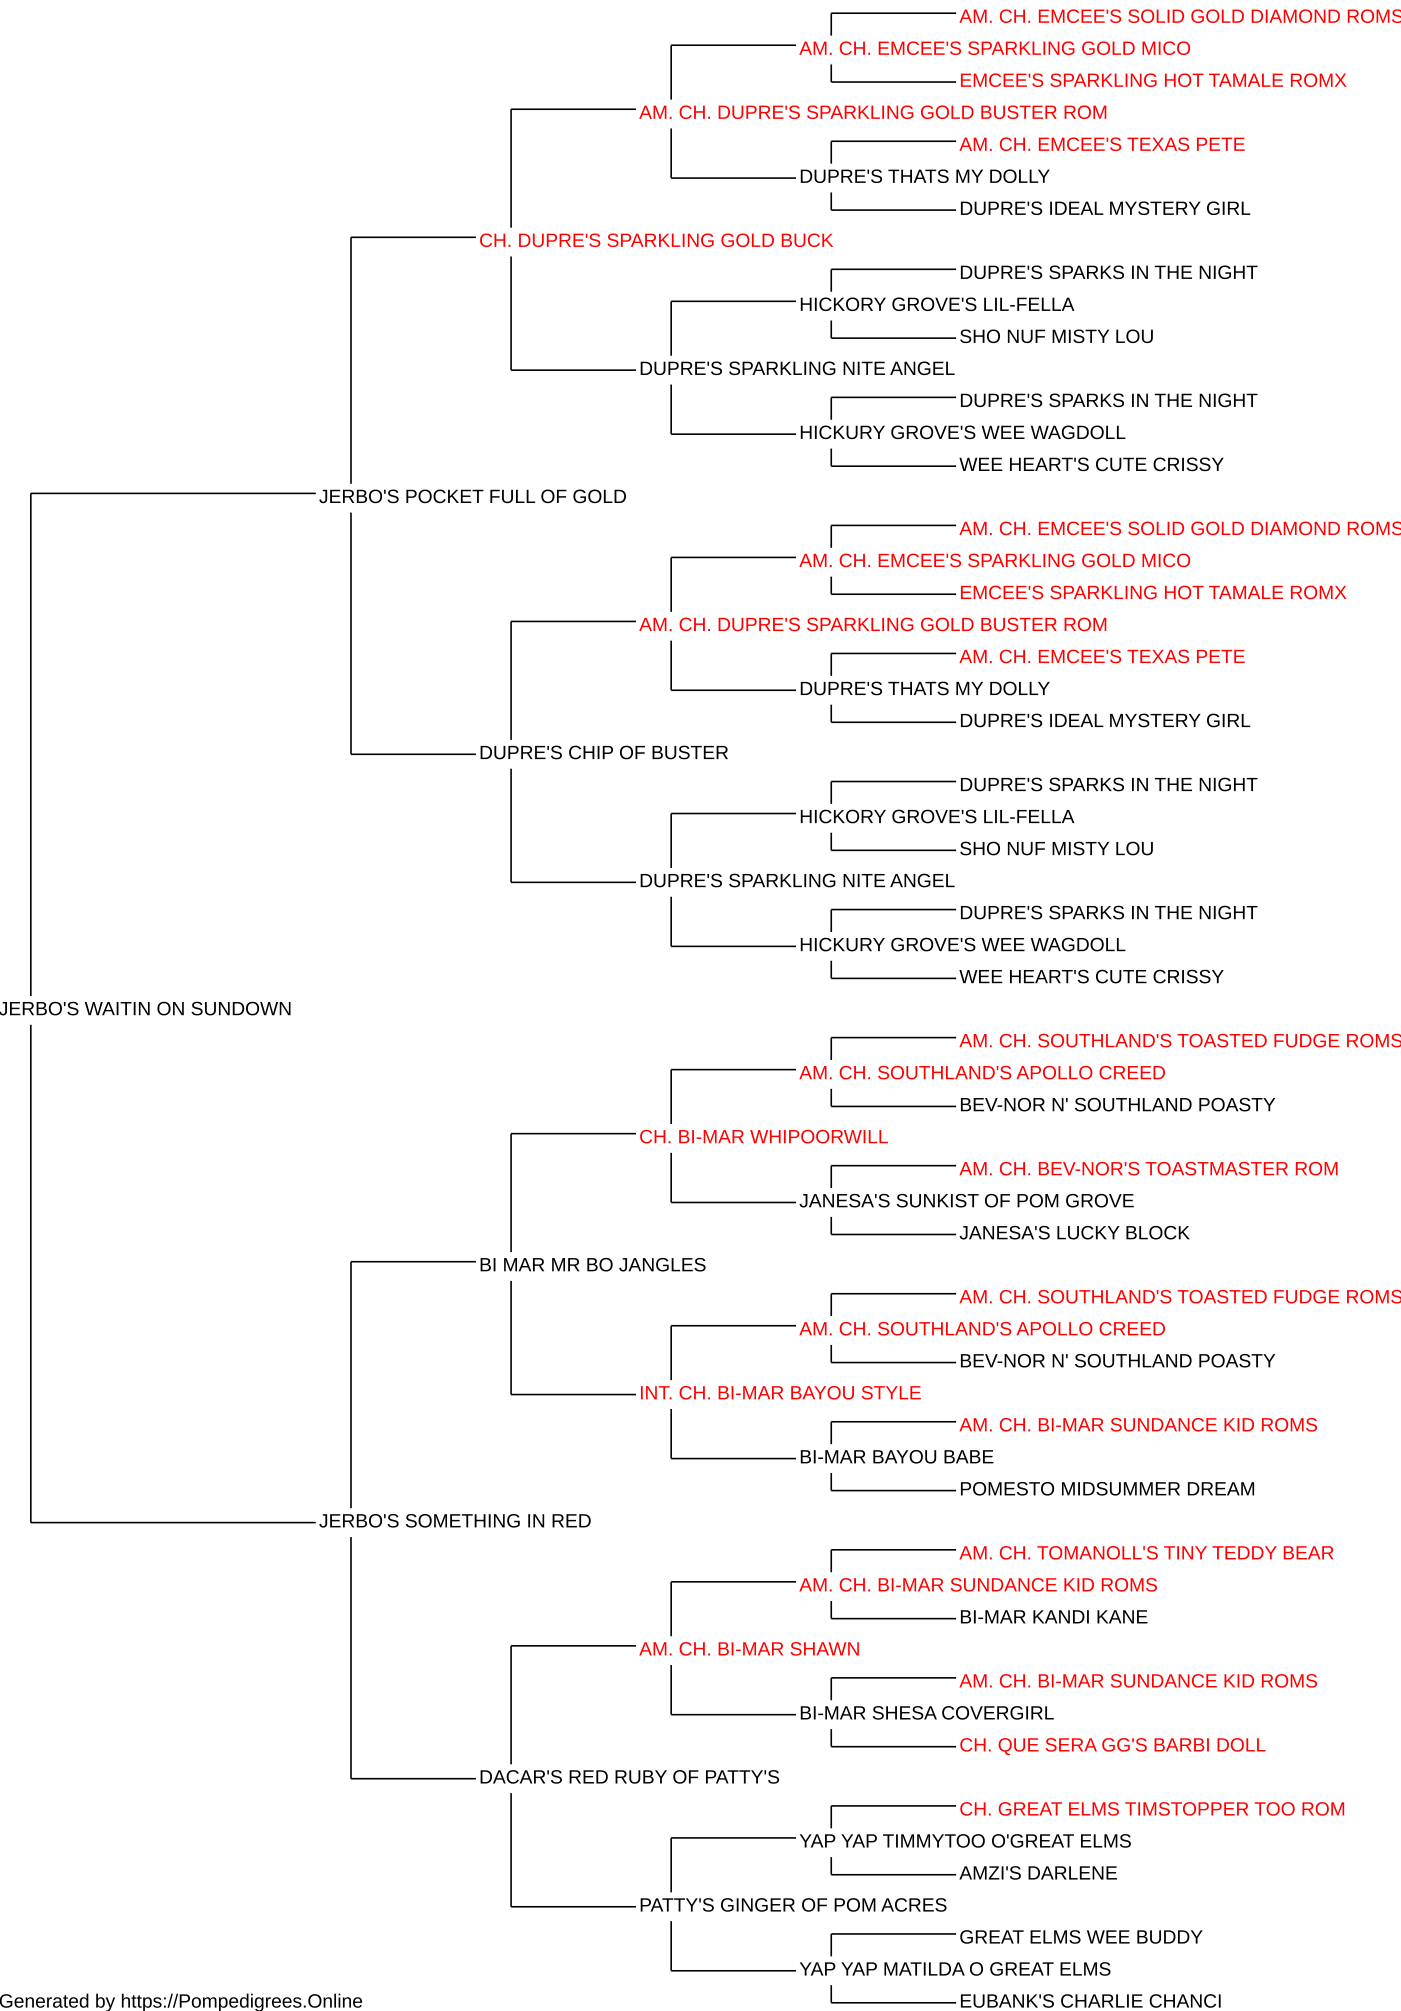 AM. CH. EMCEE'S SOLID GOLD DIAMOND ROMS
AM. CH. EMCEE'S SPARKLING GOLD MICO
EMCEE'S SPARKLING HOT TAMALE ROMX
AM. CH. DUPRE'S SPARKLING GOLD BUSTER ROM
AM. CH. EMCEE'S TEXAS PETE
DUPRE'S THATS MY DOLLY
DUPRE'S IDEAL MYSTERY GIRL
CH. DUPRE'S SPARKLING GOLD BUCK
DUPRE'S SPARKS IN THE NIGHT
HICKORY GROVE'S LIL-FELLA
SHO NUF MISTY LOU
DUPRE'S SPARKLING NITE ANGEL
DUPRE'S SPARKS IN THE NIGHT
HICKURY GROVE'S WEE WAGDOLL
WEE HEART'S CUTE CRISSY
JERBO'S POCKET FULL OF GOLD
AM. CH. EMCEE'S SOLID GOLD DIAMOND ROMS
AM. CH. EMCEE'S SPARKLING GOLD MICO
EMCEE'S SPARKLING HOT TAMALE ROMX
AM. CH. DUPRE'S SPARKLING GOLD BUSTER ROM
AM. CH. EMCEE'S TEXAS PETE
DUPRE'S THATS MY DOLLY
DUPRE'S IDEAL MYSTERY GIRL
DUPRE'S CHIP OF BUSTER
DUPRE'S SPARKS IN THE NIGHT
HICKORY GROVE'S LIL-FELLA
SHO NUF MISTY LOU
DUPRE'S SPARKLING NITE ANGEL
DUPRE'S SPARKS IN THE NIGHT
HICKURY GROVE'S WEE WAGDOLL
WEE HEART'S CUTE CRISSY
JERBO'S WAITIN ON SUNDOWN
AM. CH. SOUTHLAND'S TOASTED FUDGE ROMS
AM. CH. SOUTHLAND'S APOLLO CREED
BEV-NOR N' SOUTHLAND POASTY
CH. BI-MAR WHIPOORWILL
AM. CH. BEV-NOR'S TOASTMASTER ROM
JANESA'S SUNKIST OF POM GROVE
JANESA'S LUCKY BLOCK
BI MAR MR BO JANGLES
AM. CH. SOUTHLAND'S TOASTED FUDGE ROMS
AM. CH. SOUTHLAND'S APOLLO CREED
BEV-NOR N' SOUTHLAND POASTY
INT. CH. BI-MAR BAYOU STYLE
AM. CH. BI-MAR SUNDANCE KID ROMS
BI-MAR BAYOU BABE
POMESTO MIDSUMMER DREAM
JERBO'S SOMETHING IN RED
AM. CH. TOMANOLL'S TINY TEDDY BEAR
AM. CH. BI-MAR SUNDANCE KID ROMS
BI-MAR KANDI KANE
AM. CH. BI-MAR SHAWN
AM. CH. BI-MAR SUNDANCE KID ROMS
BI-MAR SHESA COVERGIRL
CH. QUE SERA GG'S BARBI DOLL
DACAR'S RED RUBY OF PATTY'S
CH. GREAT ELMS TIMSTOPPER TOO ROM
YAP YAP TIMMYTOO O'GREAT ELMS
AMZI'S DARLENE
PATTY'S GINGER OF POM ACRES
GREAT ELMS WEE BUDDY
YAP YAP MATILDA O GREAT ELMS
EUBANK'S CHARLIE CHANCI
Generated by https://Pompedigrees.Online